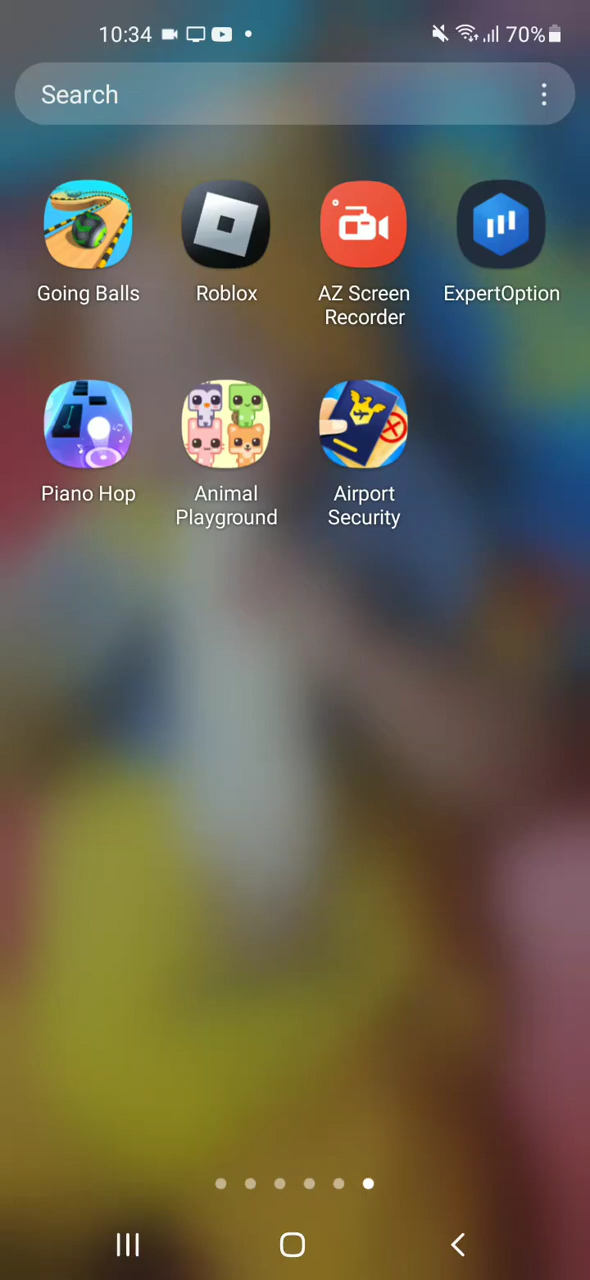 10:34
70%
Search
Going Balls
Roblox
AZ Screen
Recorder
ExpertOption
Piano Hop
Animal
Playground
Airport
Security